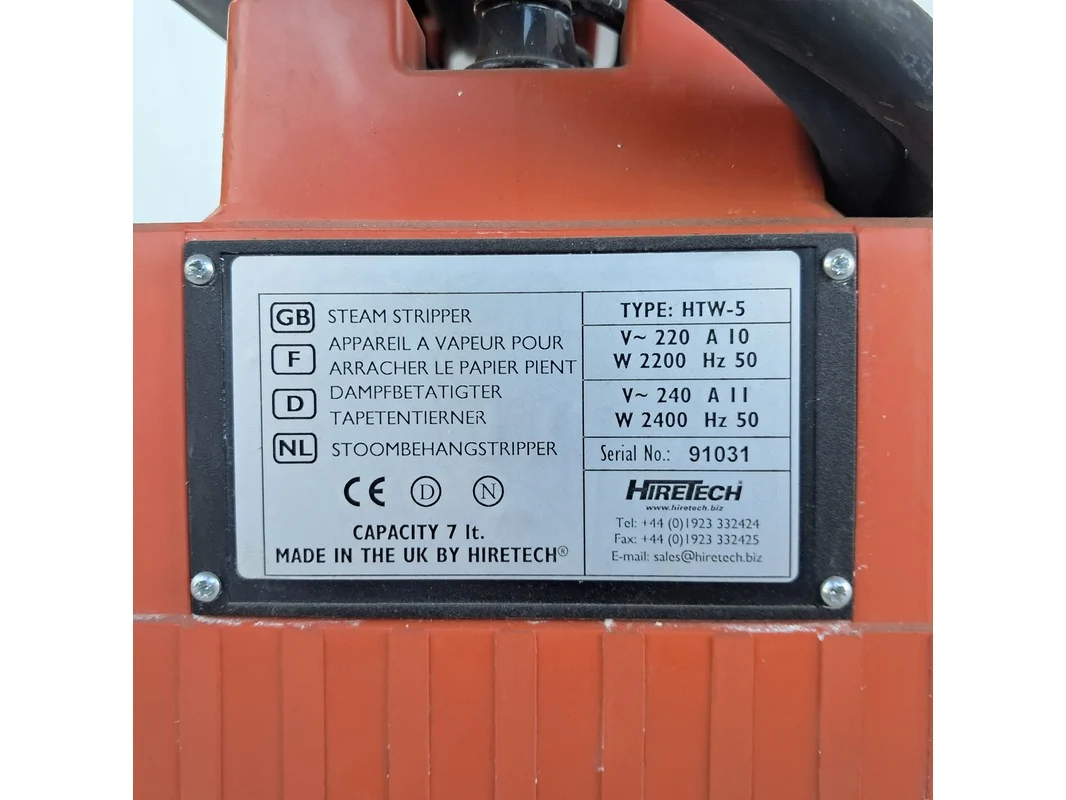 GB STEAM STRIPPER
F APPAREIL A VAPEUR POUR
ARRACHER LE PAPIER PIENT
D DAMPFBETATIGTER
TAPETENTIERNER
NL STOOMBEHANGSTRIPPER
CE D N
CAPACITY 7 lt.
MADE IN THE UK BY HIRETECH®
TYPE: HTW-5
V~ 220 A 10
W 2200 Hz 50
V~ 240 A 11
W 2400 Hz 50
Serial No.: 91031
HIRETECH
www.hiretech.biz
Tel: +44 (0)1923 332424
Fax: +44 (0)1923 332425
E-mail: sales@hiretech.biz